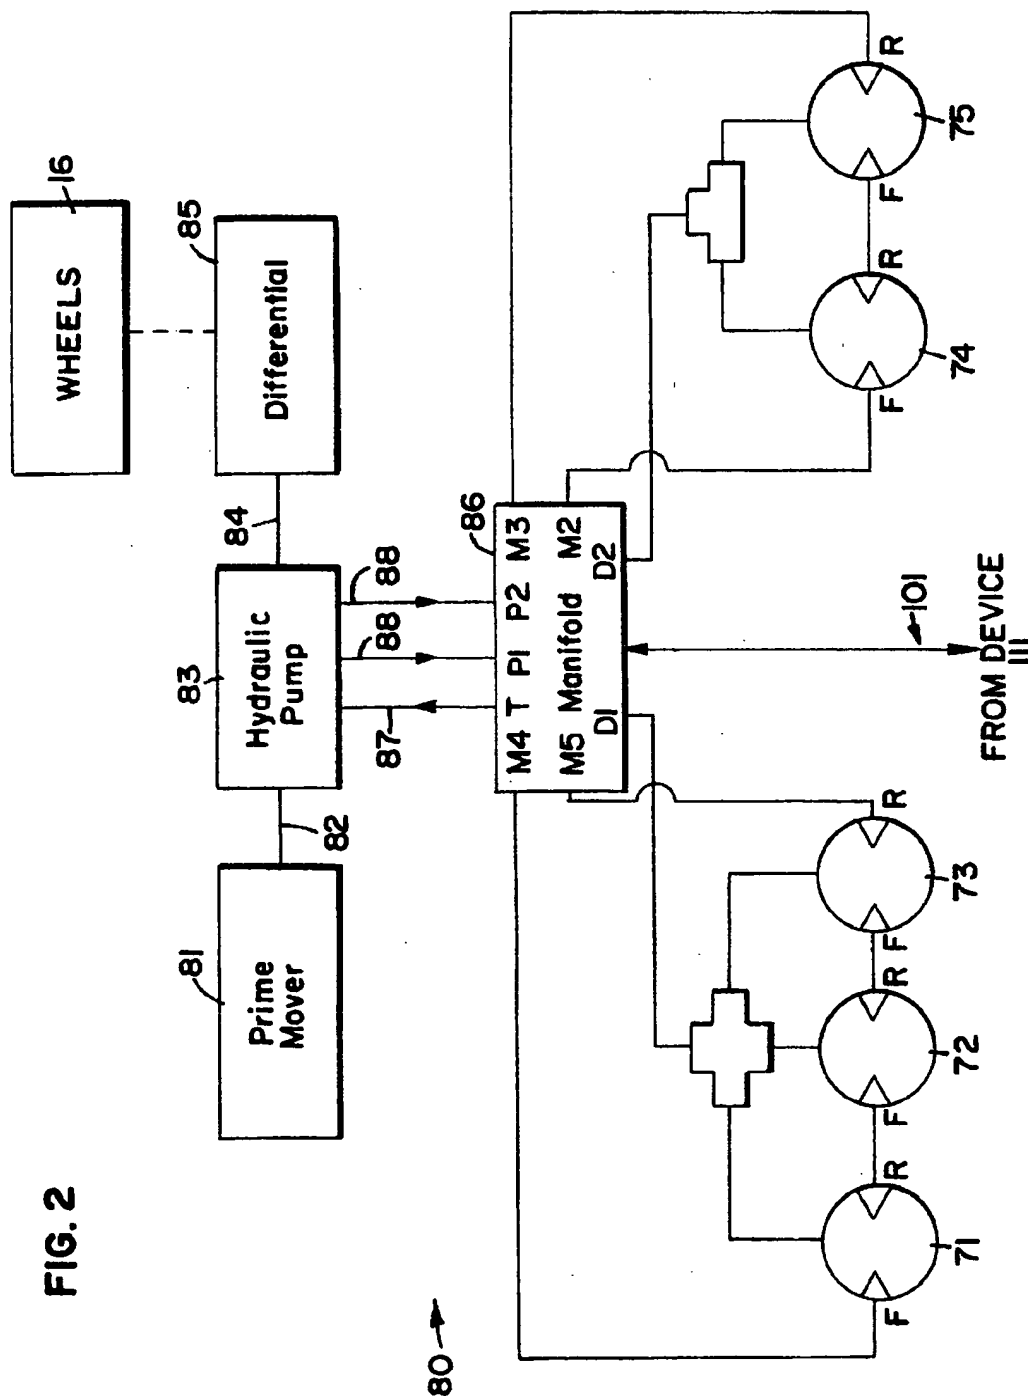 FIG. 2
80
WHEELS
16
81
Prime
Mover
82
83
Hydraulic
Pump
84
85
Differential
87
88
88
86
M4 T P1 P2 M3
M5 Manifold M2
D1 D2
101
FROM DEVICE
111
F R
71
F R
72
F R
73
F R
74
F R
75